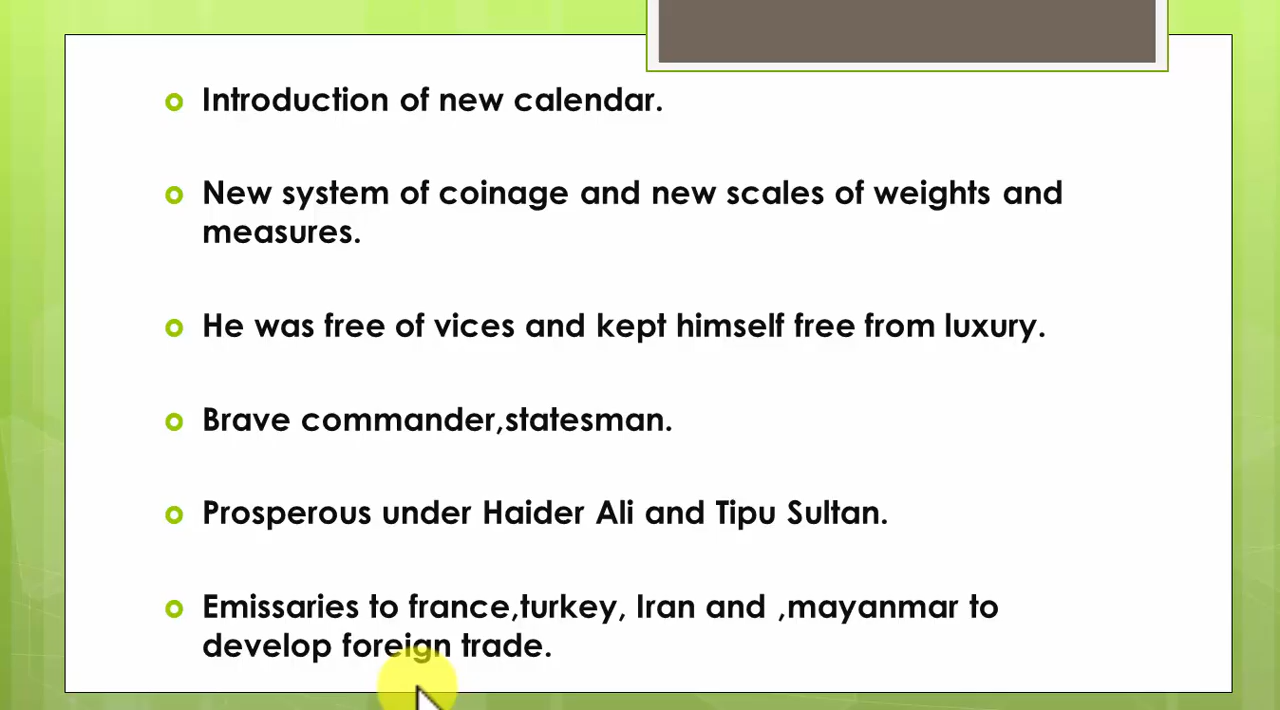 Introduction of new calendar.
New system of coinage and new scales of weights and
measures.
He was free of vices and kept himself free from luxury.
Brave commander,statesman.
Prosperous under Haider Ali and Tipu Sultan.
Emissaries to france,turkey, Iran and ,mayanmar to
develop foreign trade.